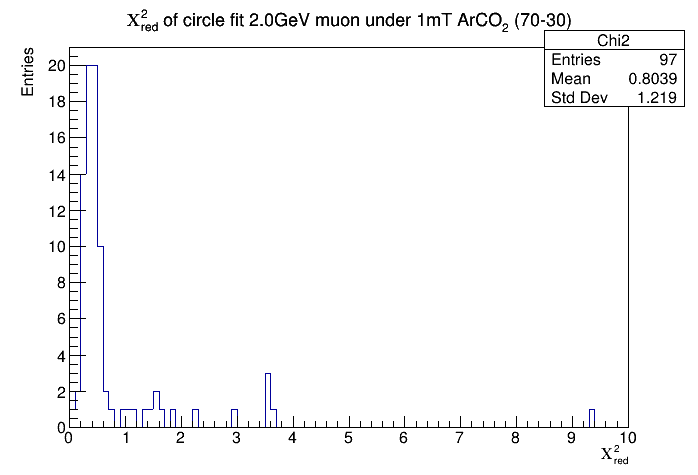 X²red of circle fit 2.0GeV muon under 1mT ArCO₂ (70-30)
Chi2
Entries 97
Mean 0.8039
Std Dev 1.219
Entries
20
18
16
14
12
10
8
6
4
2
0
0 1 2 3 4 5 6 7 8 9 10
X²red